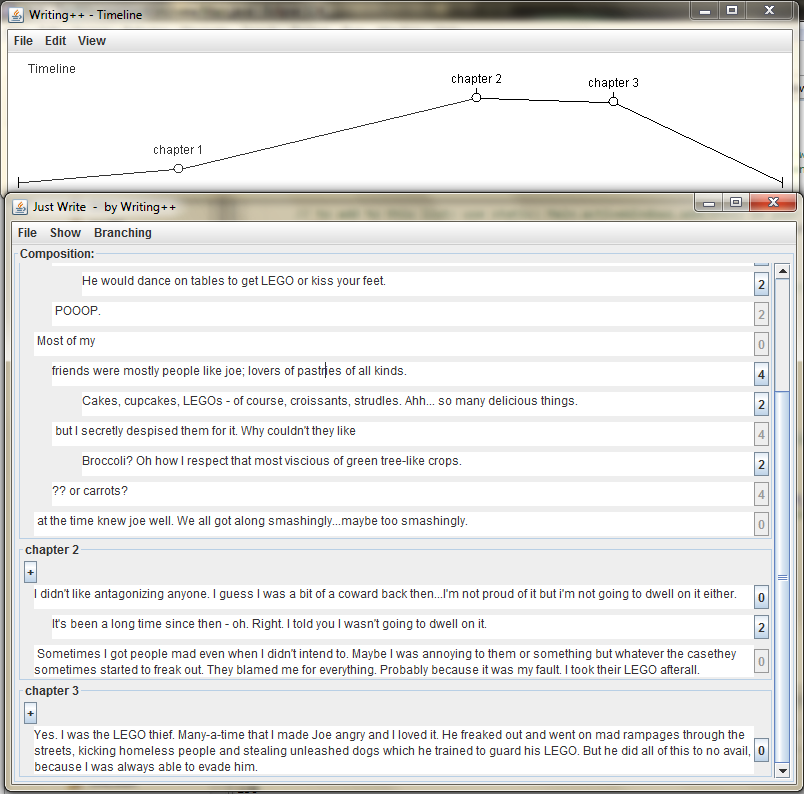 Writing++ - Timeline
File Edit View
Timeline
chapter 2
chapter 3
chapter 1
Just Write - by Writing++
File Show Branching
Composition:
He would dance on tables to get LEGO or kiss your feet. 2
POOOP. 2
Most of my 0
friends were mostly people like joe; lovers of pastries of all kinds. 4
Cakes, cupcakes, LEGOs - of course, croissants, strudles. Ahh... so many delicious things. 2
but I secretly despised them for it. Why couldn't they like 4
Broccoli? Oh how I respect that most viscious of green tree-like crops. 2
?? or carrots? 4
at the time knew joe well. We all got along smashingly...maybe too smashingly. 0
chapter 2
+
I didn't like antagonizing anyone. I guess I was a bit of a coward back then...I'm not proud of it but i'm not going to dwell on it either. 0
It's been a long time since then - oh. Right. I told you I wasn't going to dwell on it. 2
Sometimes I got people mad even when I didn't intend to. Maybe I was annoying to them or something but whatever the casethey
sometimes started to freak out. They blamed me for everything. Probably because it was my fault. I took their LEGO afterall. 0
chapter 3
+
Yes. I was the LEGO thief. Many-a-time that I made Joe angry and I loved it. He freaked out and went on mad rampages through the
streets, kicking homeless people and stealing unleashed dogs which he trained to guard his LEGO. But he did all of this to no avail, 0
because I was always able to evade him.